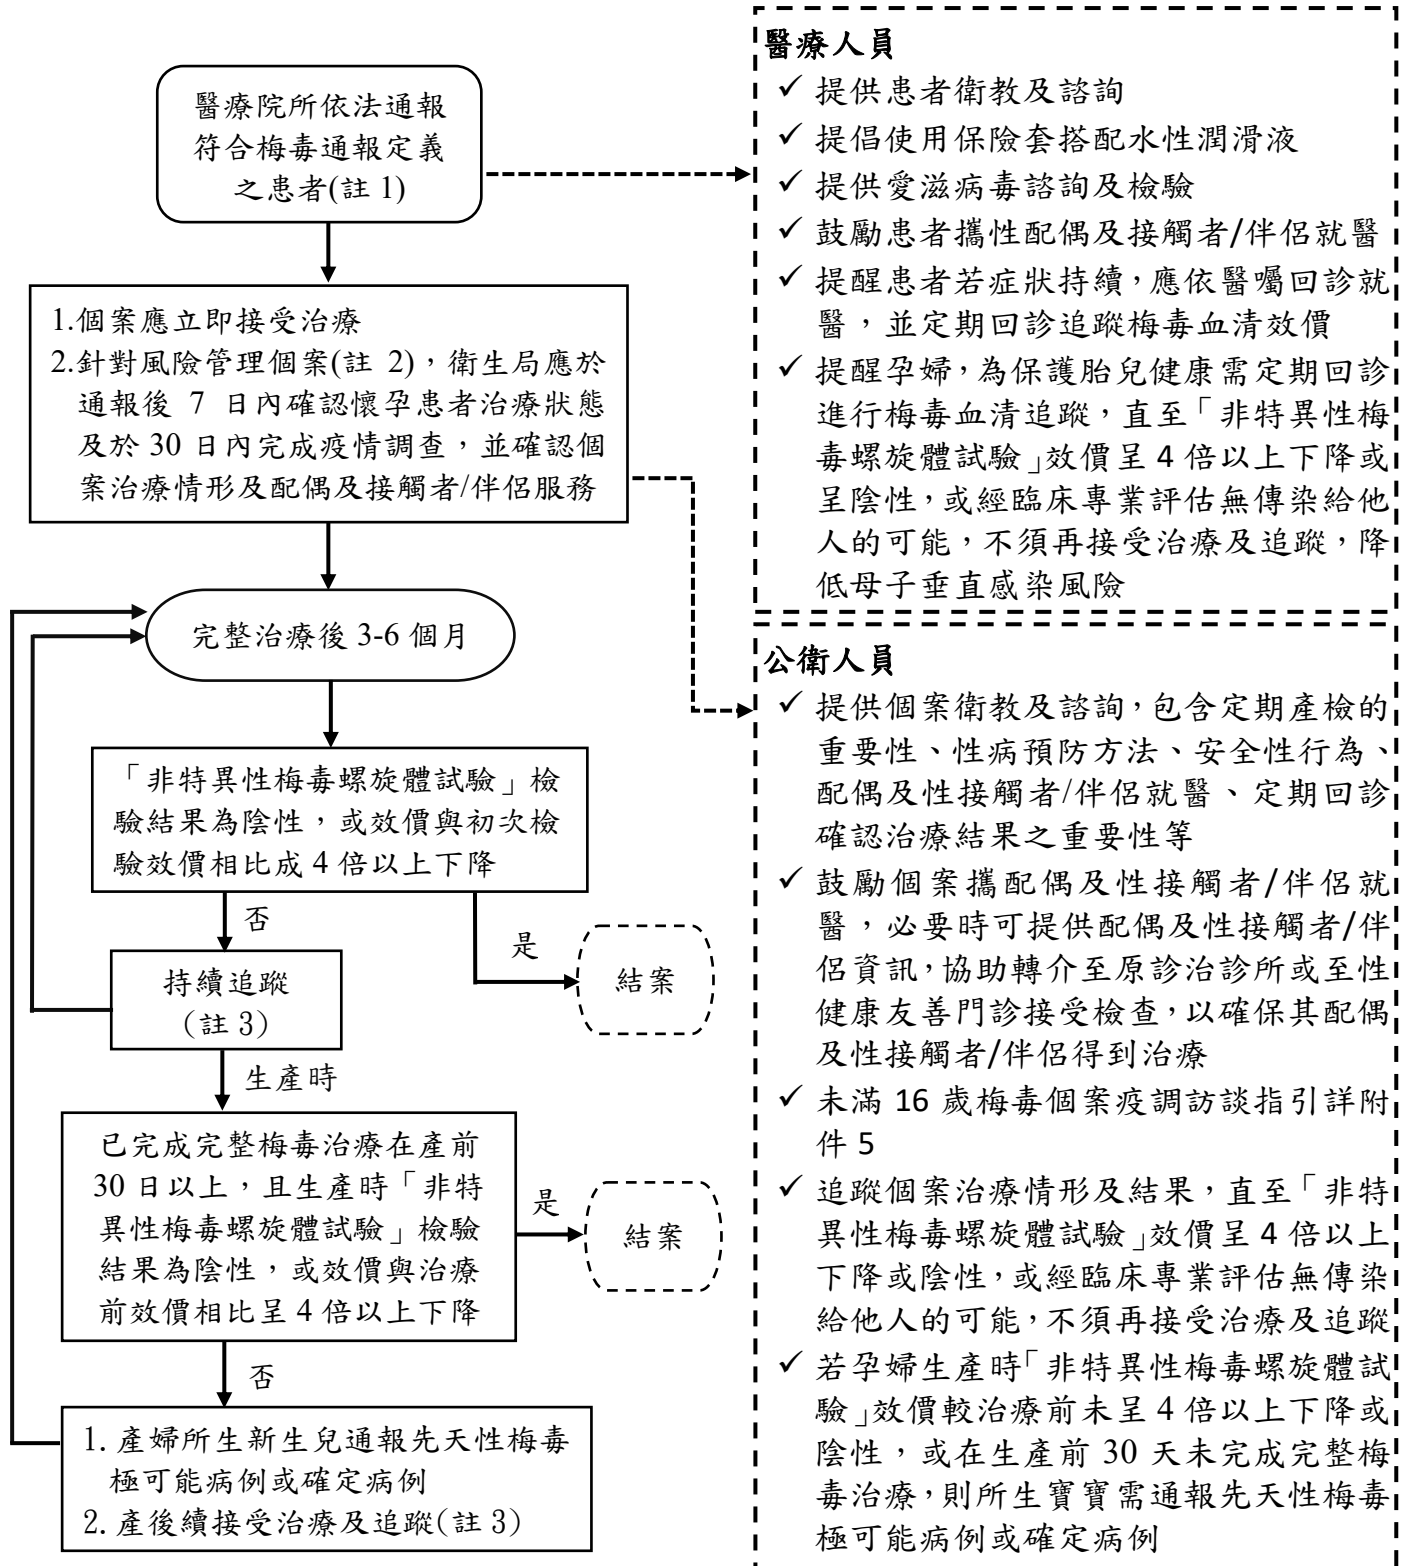 醫療院所依法通報
符合梅毒通報定義
之患者(註 1)
1.個案應立即接受治療
2.針對風險管理個案(註 2)，衛生局應於
通報後 7 日內確認懷孕患者治療狀態
及於 30 日內完成疫情調查，並確認個
案治療情形及配偶及接觸者/伴侶服務
完整治療後 3-6 個月
「非特異性梅毒螺旋體試驗」檢
驗結果為陰性，或效價與初次檢
驗效價相比成 4 倍以上下降
否
是
結案
持續追蹤
(註 3)
生產時
已完成完整梅毒治療在產前
30 日以上，且生產時「非特
異性梅毒螺旋體試驗」檢驗
結果為陰性，或效價與治療
前效價相比呈 4 倍以上下降
是
結案
否
1. 產婦所生新生兒通報先天性梅毒
極可能病例或確定病例
2. 產後續接受治療及追蹤(註 3)
醫療人員
✓ 提供患者衛教及諮詢
✓ 提倡使用保險套搭配水性潤滑液
✓ 提供愛滋病毒諮詢及檢驗
✓ 鼓勵患者攜性配偶及接觸者/伴侶就醫
✓ 提醒患者若症狀持續，應依醫囑回診就
醫，並定期回診追蹤梅毒血清效價
✓ 提醒孕婦，為保護胎兒健康需定期回診
進行梅毒血清追蹤，直至「非特異性梅
毒螺旋體試驗」效價呈 4 倍以上下降或
呈陰性，或經臨床專業評估無傳染給他
人的可能，不須再接受治療及追蹤，降
低母子垂直感染風險
公衛人員
✓ 提供個案衛教及諮詢，包含定期產檢的
重要性、性病預防方法、安全性行為、
配偶及性接觸者/伴侶就醫、定期回診
確認治療結果之重要性等
✓ 鼓勵個案攜配偶及性接觸者/伴侶就
醫，必要時可提供配偶及性接觸者/伴
侶資訊，協助轉介至原診治診所或至性
健康友善門診接受檢查，以確保其配偶
及性接觸者/伴侶得到治療
✓ 未滿 16 歲梅毒個案疫調訪談指引詳附
件 5
✓ 追蹤個案治療情形及結果，直至「非特
異性梅毒螺旋體試驗」效價呈 4 倍以上
下降或陰性，或經臨床專業評估無傳染
給他人的可能，不須再接受治療及追蹤
✓ 若孕婦生產時「非特異性梅毒螺旋體試
驗」效價較治療前未呈 4 倍以上下降或
陰性，或在生產前 30 天未完成完整梅
毒治療，則所生寶寶需通報先天性梅毒
極可能病例或確定病例